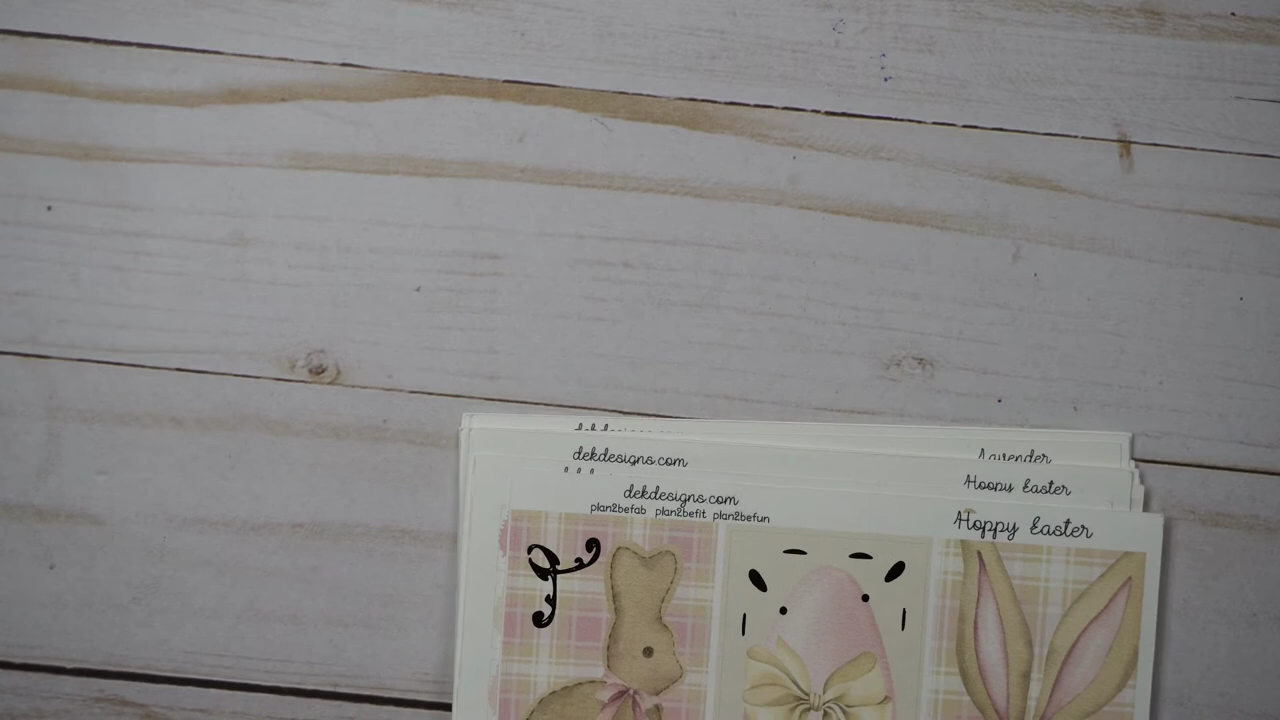 Lavender
dekdesigns.com
Hoppy Easter
dekdesigns.com
plan2befab plan2befit plan2befun
Hoppy Easter